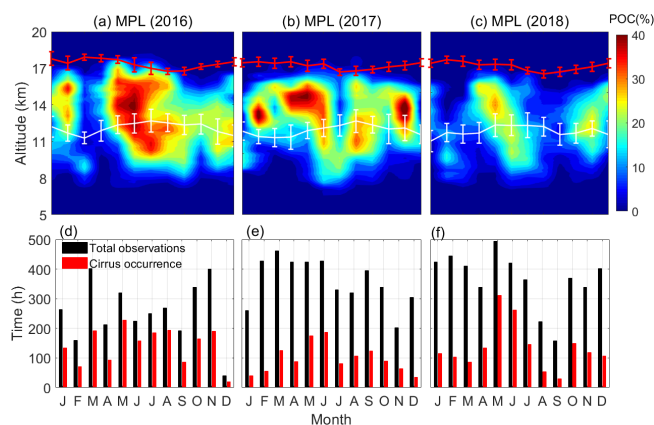 (a) MPL (2016)
(b) MPL (2017)
(c) MPL (2018)
POC(%)
20
17
14
11
8
5
Altitude (km)
40
30
20
10
0
(d)
(e)
(f)
Total observations
Cirrus occurrence
500
400
300
200
100
0
Time (h)
J F M A M J J A S O N D
J F M A M J J A S O N D
J F M A M J J A S O N D
Month